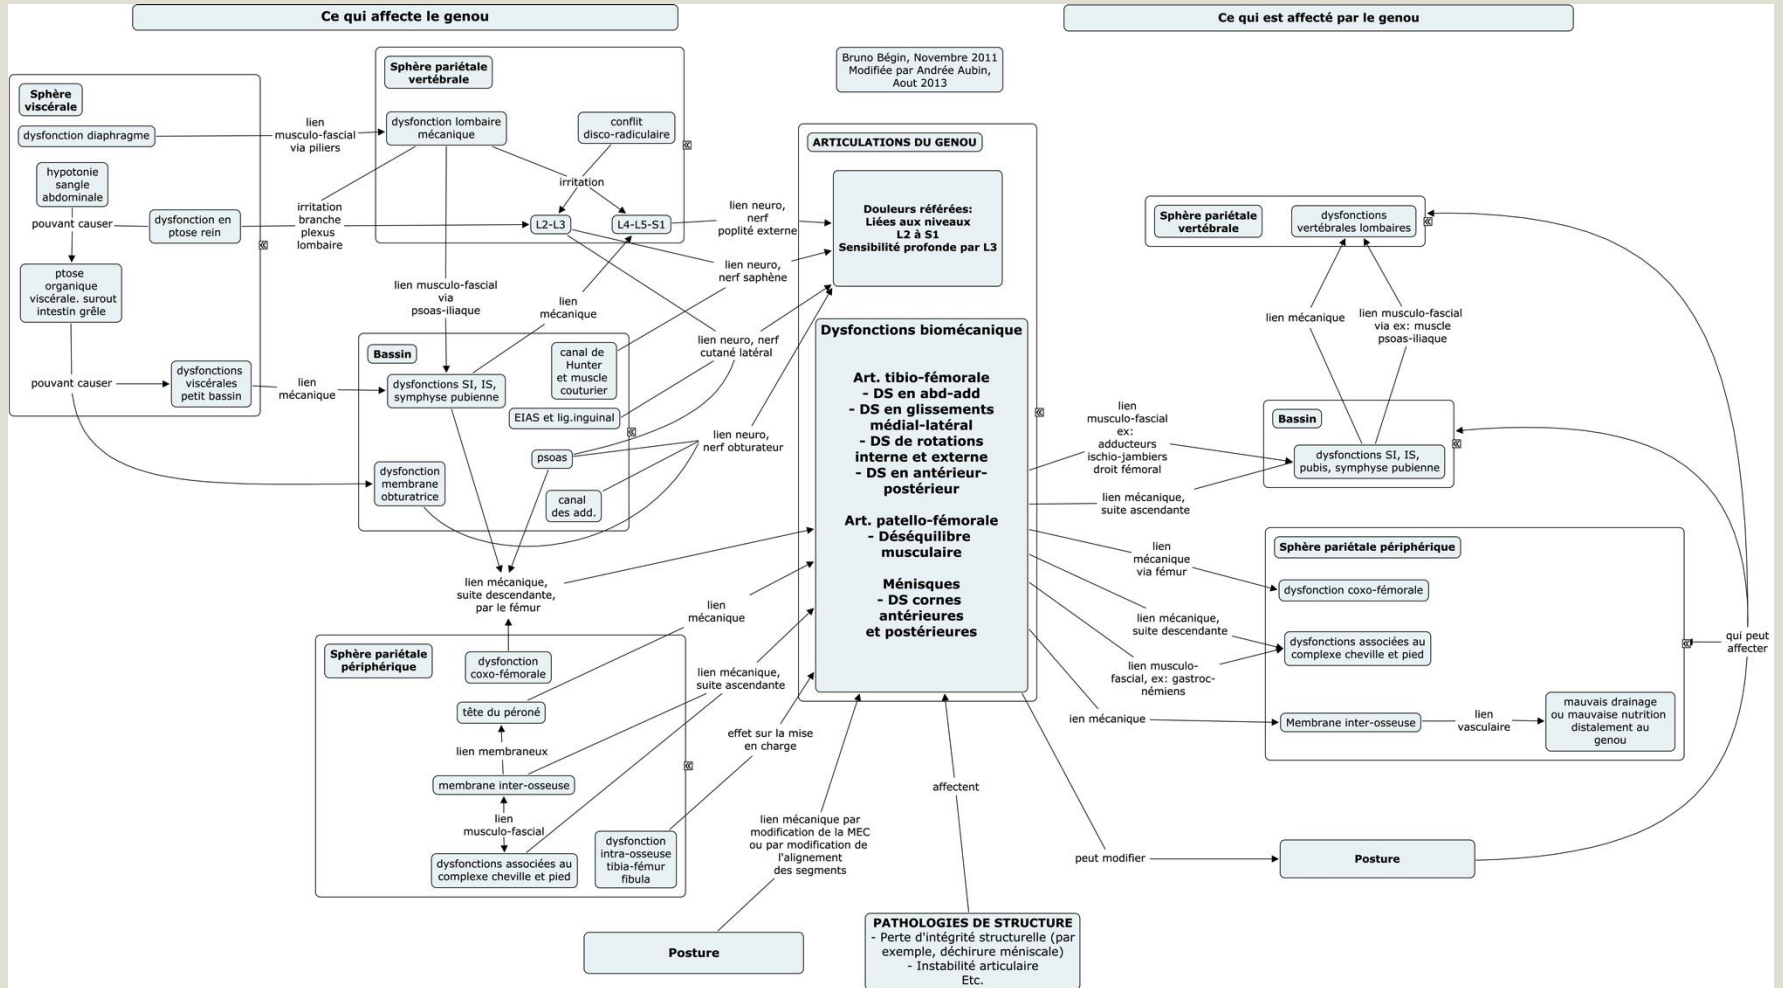 Ce qui affecte le genou
Ce qui est affecté par le genou
Bruno Bégin, Novembre 2011
Modifiée par Andrée Aubin,
Aout 2013
Sphère
viscérale
dysfonction diaphragme
hypotonie
sangle
abdominale
pouvant causer
dysfonction en
ptose rein
ptose
organique
viscérale. surout
intestin grêle
pouvant causer
dysfonctions
viscérales
petit bassin
lien
musculo-fascial
via piliers
irritation
branche
plexus
lombaire
lien
mécanique
Sphère pariétale
vertébrale
dysfonction lombaire
mécanique
conflit
disco-radiculaire
irritation
L2-L3
L4-L5-S1
lien musculo-fascial
via
psoas-iliaque
lien
mécanique
lien neuro,
nerf
poplité externe
lien neuro,
nerf saphène
lien neuro, nerf
cutané latéral
lien neuro,
nerf obturateur
Bassin
dysfonctions SI, IS,
symphyse pubienne
canal de
Hunter
et muscle
couturier
EIAS et lig.inguinal
psoas
dysfonction
membrane
obturatrice
canal
des add.
lien mécanique,
suite descendante,
par le fémur
Sphère pariétale
périphérique
dysfonction
coxo-fémorale
tête du péroné
lien membraneux
membrane inter-osseuse
lien
musculo-fascial
dysfonctions associées au
complexe cheville et pied
dysfonction
intra-osseuse
tibia-fémur
fibula
lien
mécanique
lien mécanique,
suite ascendante
effet sur la mise
en charge
lien mécanique par
modification de la MEC
ou par modification de
l'alignement
des segments
Posture
ARTICULATIONS DU GENOU
Douleurs référées:
Liées aux niveaux
L2 à S1
Sensibilité profonde par L3
Dysfonctions biomécanique
Art. tibio-fémorale
- DS en abd-add
- DS en glissements
médial-latéral
- DS de rotations
interne et externe
- DS en antérieur-
postérieur
Art. patello-fémorale
- Déséquilibre
musculaire
Ménisques
- DS cornes
antérieures
et postérieures
affectent
PATHOLOGIES DE STRUCTURE
- Perte d'intégrité structurelle (par
exemple, déchirure méniscale)
- Instabilité articulaire
Etc.
Sphère pariétale
vertébrale
dysfonctions
vertébrales lombaires
lien mécanique
lien musculo-fascial
via ex: muscle
psoas-iliaque
lien
musculo-fascial
ex:
adducteurs
ischio-jambiers
droit fémoral
lien mécanique,
suite ascendante
Bassin
dysfonctions SI, IS,
pubis, symphyse pubienne
lien
mécanique
via fémur
lien mécanique,
suite descendante
lien musculo-
fascial, ex: gastroc-
némiens
ien mécanique
Sphère pariétale périphérique
dysfonction coxo-fémorale
dysfonctions associées au
complexe cheville et pied
Membrane inter-osseuse
lien
vasculaire
mauvais drainage
ou mauvaise nutrition
distalement au
genou
qui peut
affecter
peut modifier
Posture